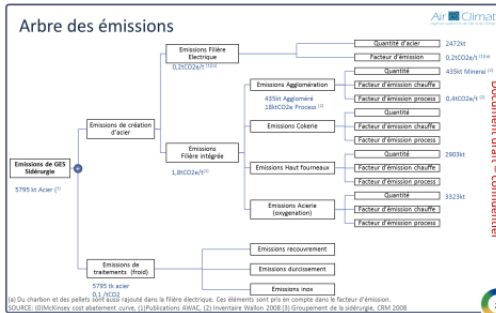 Arbre des émissions
Air Climat
Emissions Filière
Electrique
0,2tCO2e/t
Quantité d'acier
2472kt
Facteur d'émission
0,2tCO2e/t
Emissions de création
d'acier
Emissions Agglomération
435kt Aggloméré
18ktCO2e Process (2)
Quantité
435kt Minerai (2)
Facteur d'émission chauffe
Facteur d'émission process
0,4tCO2e/t (2)
Emissions Cokerie
Quantité
Facteur d'émission chauffe
Facteur d'émission process
Emissions
Filière intégrée
1,8tCO2e/t
Emissions de GES
Sidérurgie
5795 kt Acier
Emissions Haut fourneaux
Quantité
2903kt
Facteur d'émission chauffe
Facteur d'émission process
Emissions Acierie
(oxygenation)
Quantité
3323kt
Facteur d'émission chauffe
Facteur d'émission process
Emissions de
traitements (froid)
5795 tk acier
0,1 /tCO2
Emissions recouvrement
Emissions durcissement
Emissions inox
(a) Du charbon et des pellets sont aussi rajouté dans la filière électrique. Ces éléments sont pris en compte dans le facteur d'émission.
SOURCE: (0)McKinsey cost abatement curve, (1)Publications AWAC, (2) Inventaire Wallon 2008 (3) Groupement de la sidérurgie, CRM 2008
Document draft – confidentiel